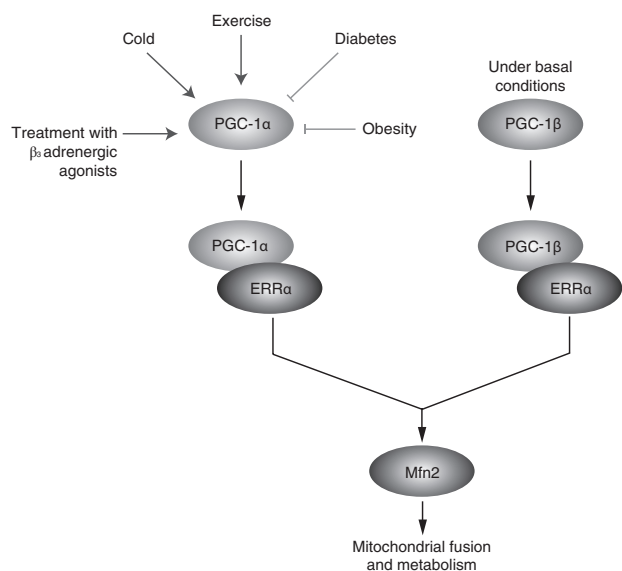 Exercise
Cold
Diabetes
Under basal
conditions
PGC-1α
PGC-1β
Treatment with
β₃ adrenergic
agonists
Obesity
PGC-1α
PGC-1β
ERRα
ERRα
Mfn2
Mitochondrial fusion
and metabolism